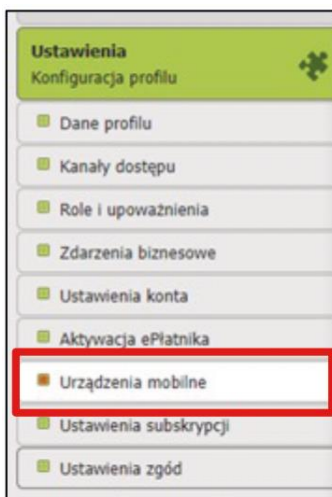 Ustawienia
Konfiguracja profilu
Dane profilu
Kanały dostępu
Role i upoważnienia
Zdarzenia biznesowe
Ustawienia konta
Aktywacja ePłatnika
Urządzenia mobilne
Ustawienia subskrypcji
Ustawienia zgód